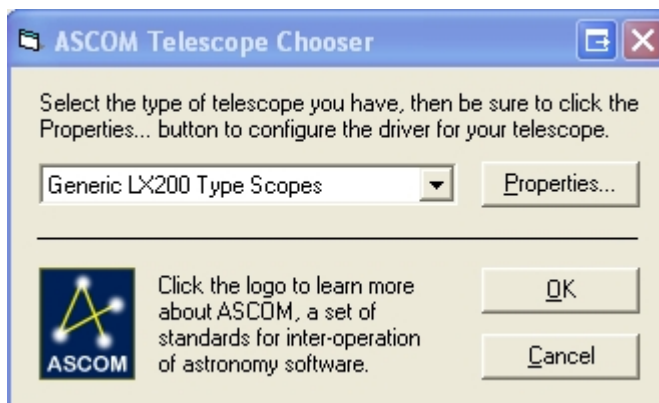 ASCOM Telescope Chooser
Select the type of telescope you have, then be sure to click the
Properties... button to configure the driver for your telescope.
Generic LX200 Type Scopes
Properties...
ASCOM
Click the logo to learn more
about ASCOM, a set of
standards for inter-operation
of astronomy software.
OK
Cancel